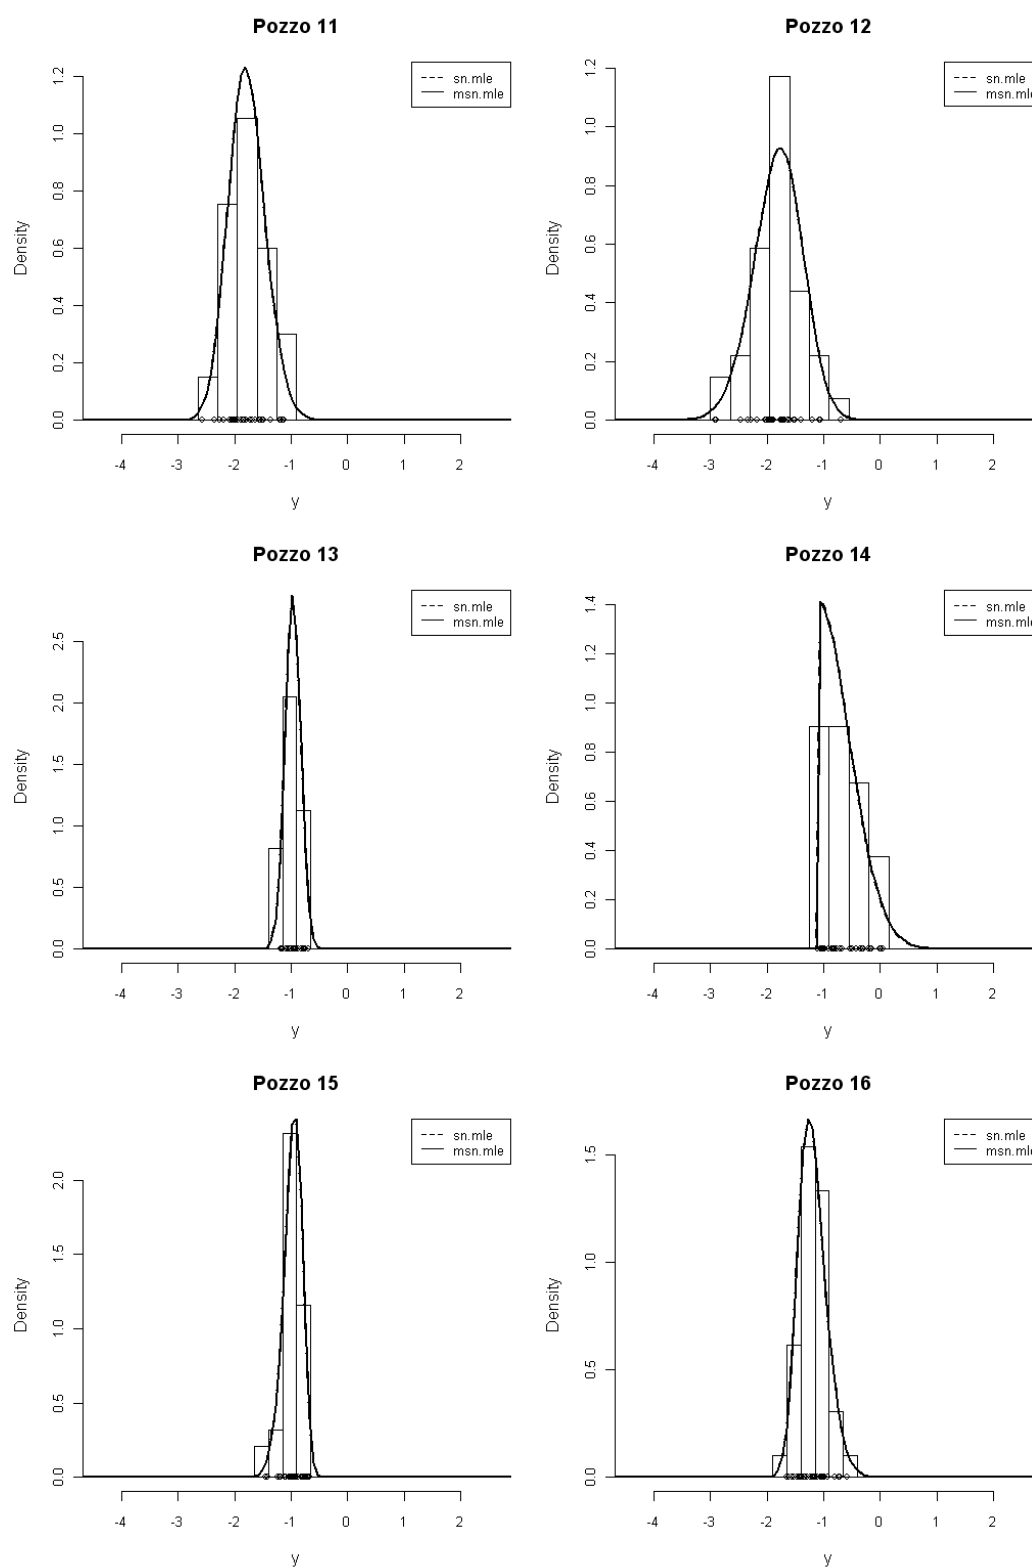 Pozzo 11
sn.mle
msn.mle
Density
0.0 0.2 0.4 0.6 0.8 1.0 1.2
-4 -3 -2 -1 0 1 2
y
Pozzo 12
sn.mle
msn.mle
Density
0.0 0.2 0.4 0.6 0.8 1.0 1.2
-4 -3 -2 -1 0 1 2
y
Pozzo 13
sn.mle
msn.mle
Density
0.0 0.5 1.0 1.5 2.0 2.5
-4 -3 -2 -1 0 1 2
y
Pozzo 14
sn.mle
msn.mle
Density
0.0 0.2 0.4 0.6 0.8 1.0 1.2 1.4
-4 -3 -2 -1 0 1 2
y
Pozzo 15
sn.mle
msn.mle
Density
0.0 0.5 1.0 1.5 2.0
-4 -3 -2 -1 0 1 2
y
Pozzo 16
sn.mle
msn.mle
Density
0.0 0.5 1.0 1.5
-4 -3 -2 -1 0 1 2
y